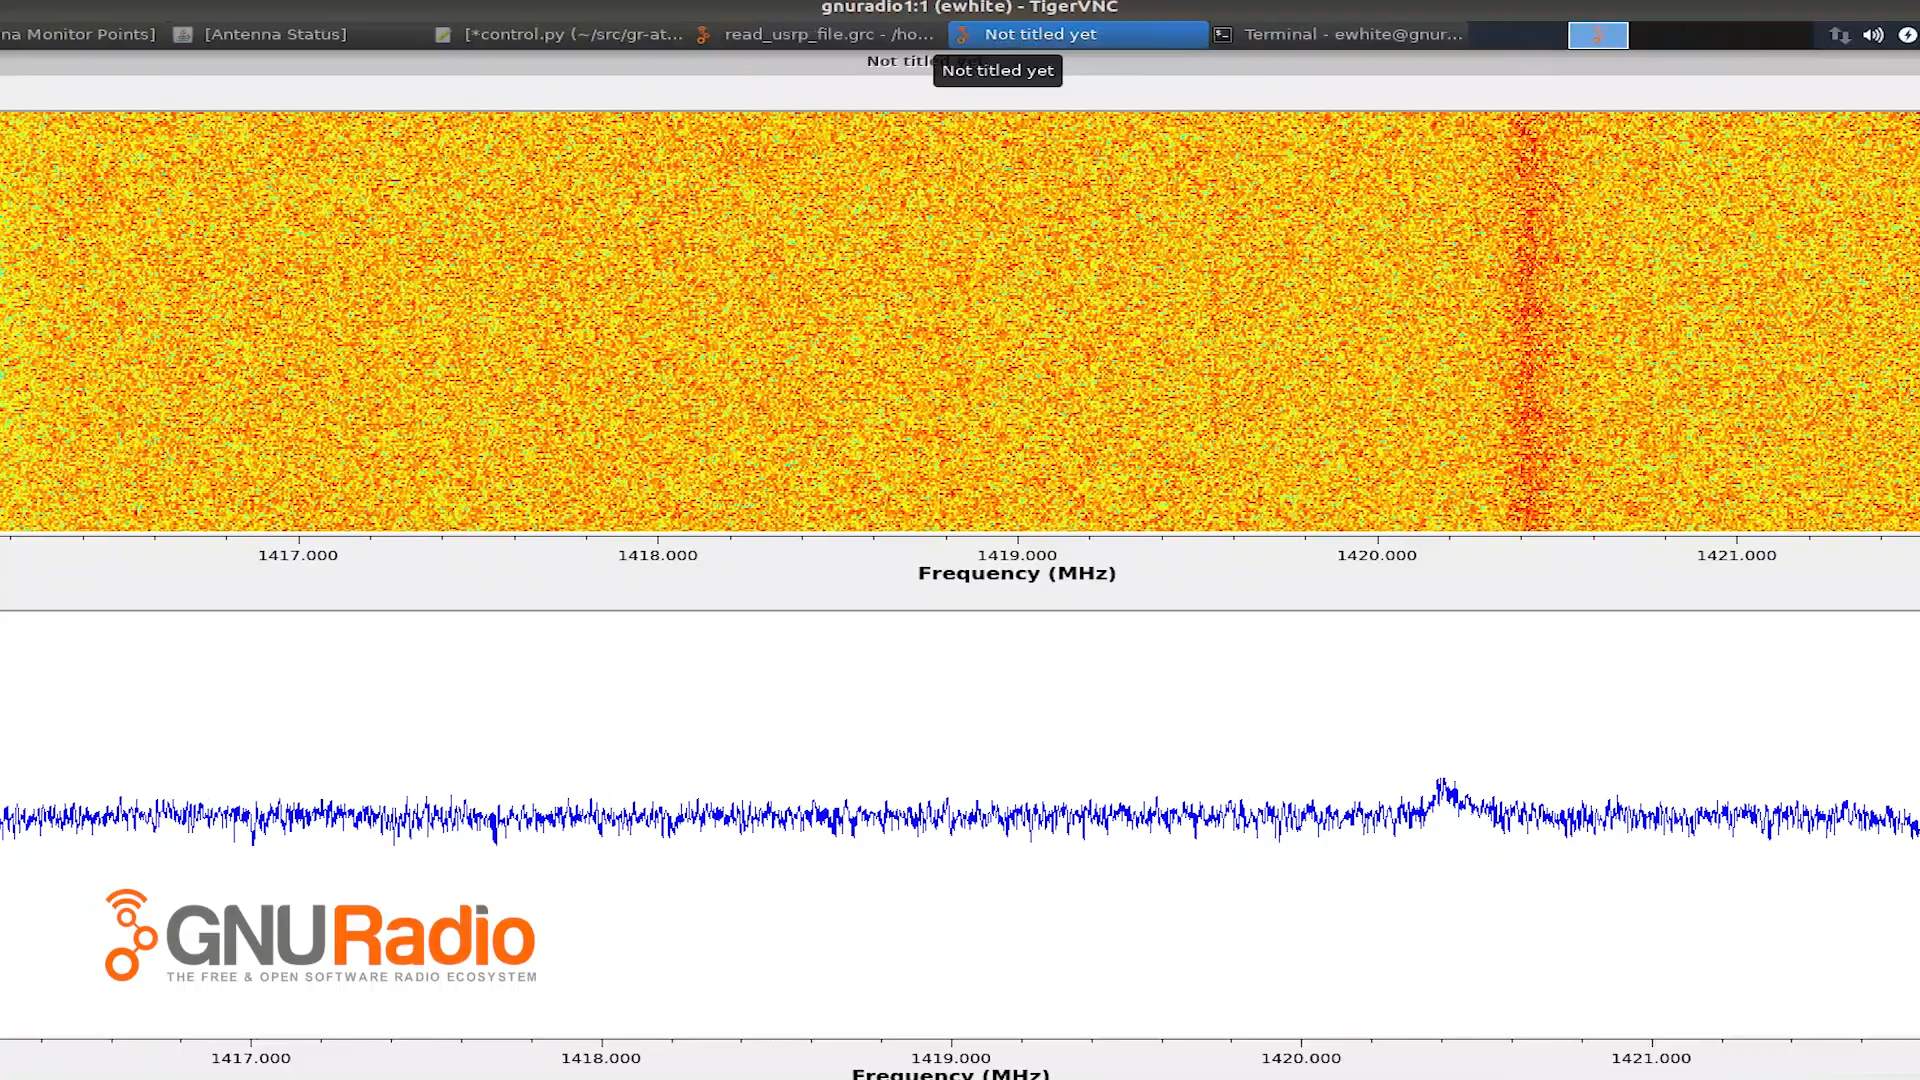 gnuradio1:1 (ewhite) - TigerVNC
na Monitor Points] [Antenna Status] [*control.py (~/src/gr-at... read_usrp_file.grc - /ho... Not titled yet Terminal - ewhite@gnur...
Not titled yet
Not titled yet
1417.000 1418.000 1419.000 1420.000 1421.000
Frequency (MHz)
GNURadio
THE FREE & OPEN SOFTWARE RADIO ECOSYSTEM
1417.000 1418.000 1419.000 1420.000 1421.000
Frequency (MHz)